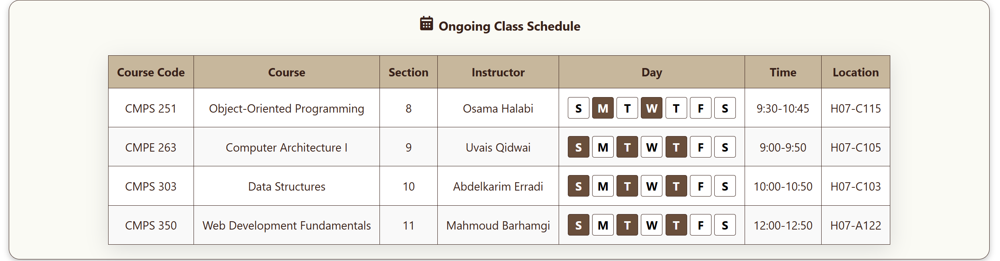 Ongoing Class Schedule
Course Code Course Section Instructor Day Time Location
CMPS 251 Object-Oriented Programming 8 Osama Halabi S M T W T F S 9:30-10:45 H07-C115
CMPE 263 Computer Architecture I 9 Uvais Qidwai S M T W T F S 9:00-9:50 H07-C105
CMPS 303 Data Structures 10 Abdelkarim Erradi S M T W T F S 10:00-10:50 H07-C103
CMPS 350 Web Development Fundamentals 11 Mahmoud Barhamgi S M T W T F S 12:00-12:50 H07-A122